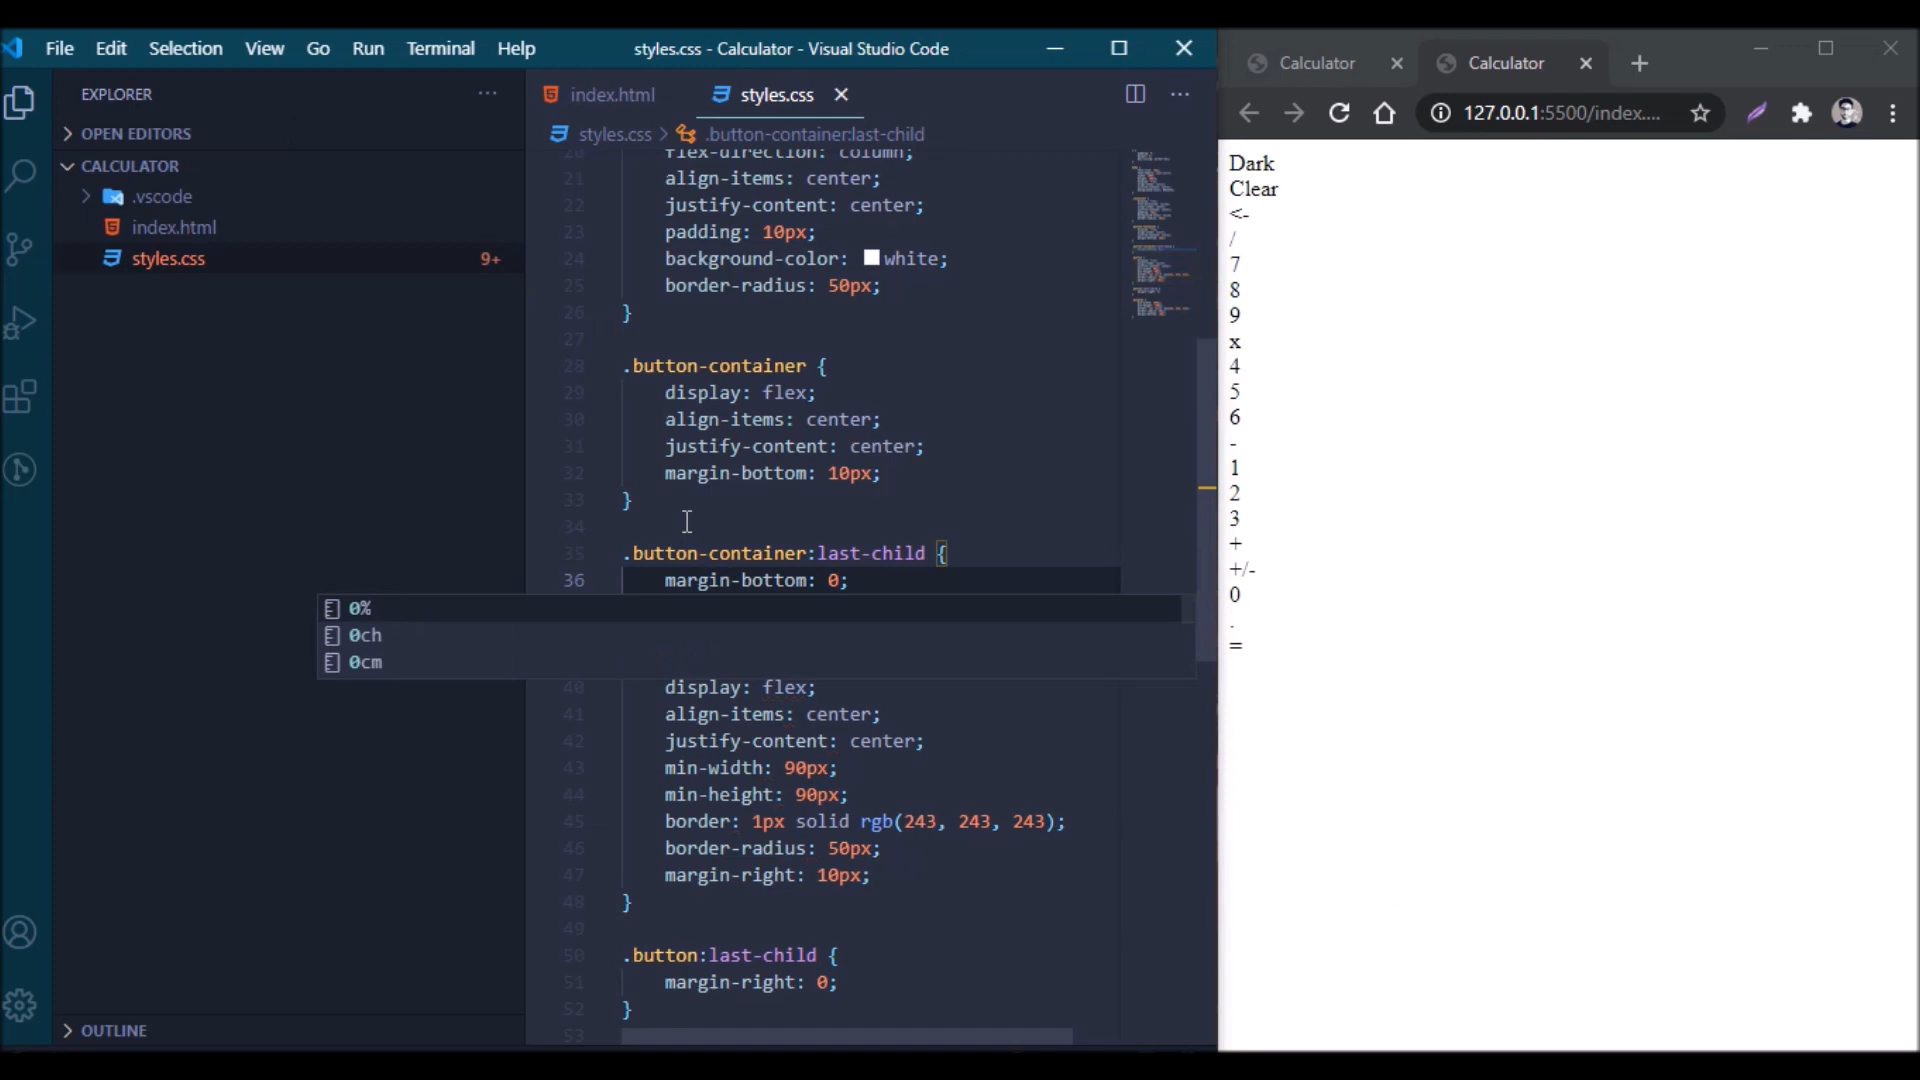 File Edit Selection View Go Run Terminal Help
styles.css - Calculator - Visual Studio Code
EXPLORER
OPEN EDITORS
CALCULATOR
.vscode
index.html
styles.css 9+
OUTLINE
index.html
styles.css
styles.css > .button-container:last-child
20 flex-direction: column;
21 align-items: center;
22 justify-content: center;
23 padding: 10px;
24 background-color: white;
25 border-radius: 50px;
26 }
27
28 .button-container {
29 display: flex;
30 align-items: center;
31 justify-content: center;
32 margin-bottom: 10px;
33 }
34
35 .button-container:last-child {
36 margin-bottom: 0;
0%
0ch
0cm
40 display: flex;
41 align-items: center;
42 justify-content: center;
43 min-width: 90px;
44 min-height: 90px;
45 border: 1px solid rgb(243, 243, 243);
46 border-radius: 50px;
47 margin-right: 10px;
48 }
49
50 .button:last-child {
51 margin-right: 0;
52 }
53
Calculator
Calculator
127.0.0.1:5500/index....
Dark
Clear
<-
/
7
8
9
x
4
5
6
-
1
2
3
+
+/-
0
.
=